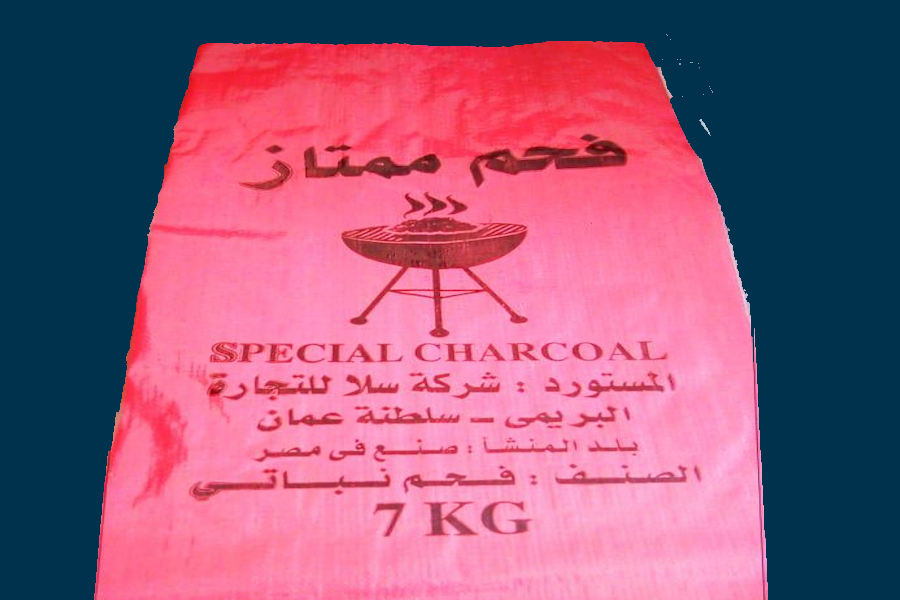 فحم ممتاز
SPECIAL CHARCOAL
المستورد : شركة سلا للتجارة
البريمى - سلطنة عمان
بلد المنشأ : صنع فى مصر
الصنف : فحم نباتي
7 KG